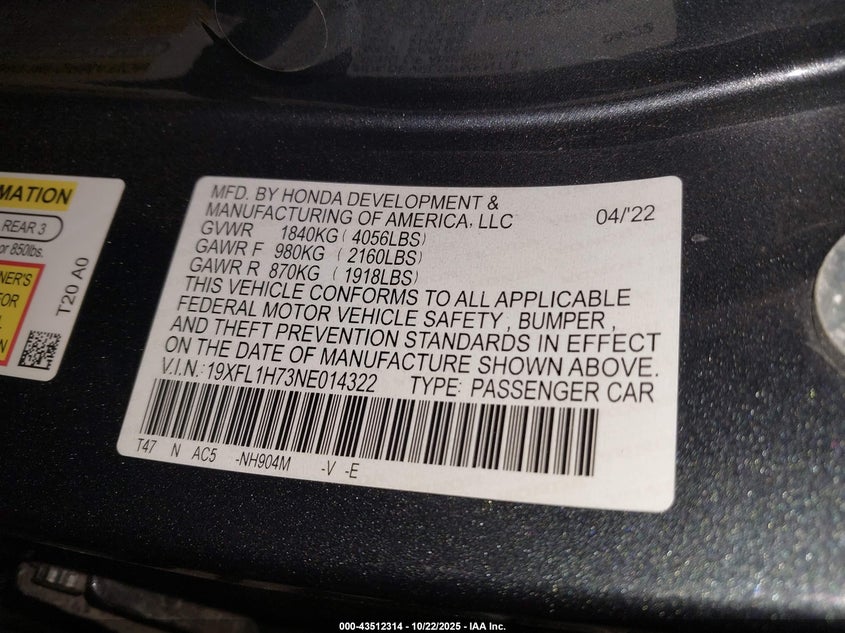 MATION
REAR 3
or 850lbs.
NER'S
FOR
N
T20 A0
MFD. BY HONDA DEVELOPMENT &
MANUFACTURING OF AMERICA, LLC 04/'22
GVWR 1840KG ( 4056LBS)
GAWR F 980KG ( 2160LBS)
GAWR R 870KG ( 1918LBS)
THIS VEHICLE CONFORMS TO ALL APPLICABLE
FEDERAL MOTOR VEHICLE SAFETY, BUMPER,
AND THEFT PREVENTION STANDARDS IN EFFECT
ON THE DATE OF MANUFACTURE SHOWN ABOVE.
V.I.N.:19XFL1H73NE014322 TYPE: PASSENGER CAR
T47 N AC5 -NH904M -V -E
000-43512314 - 10/22/2025 - IAA Inc.